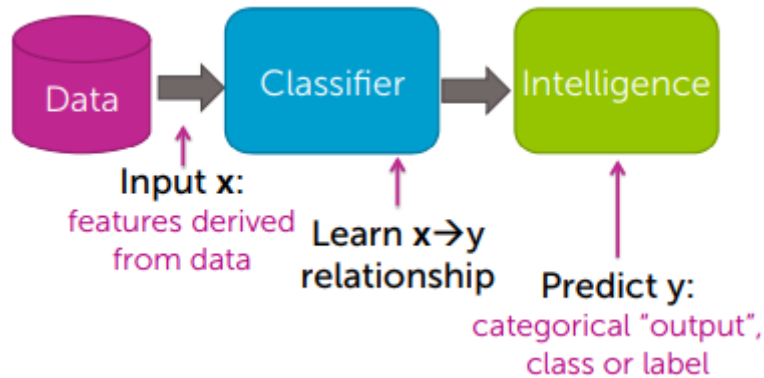 Data
Classifier
Intelligence
Input x:
features derived
from data
Learn x→y
relationship
Predict y:
categorical "output",
class or label